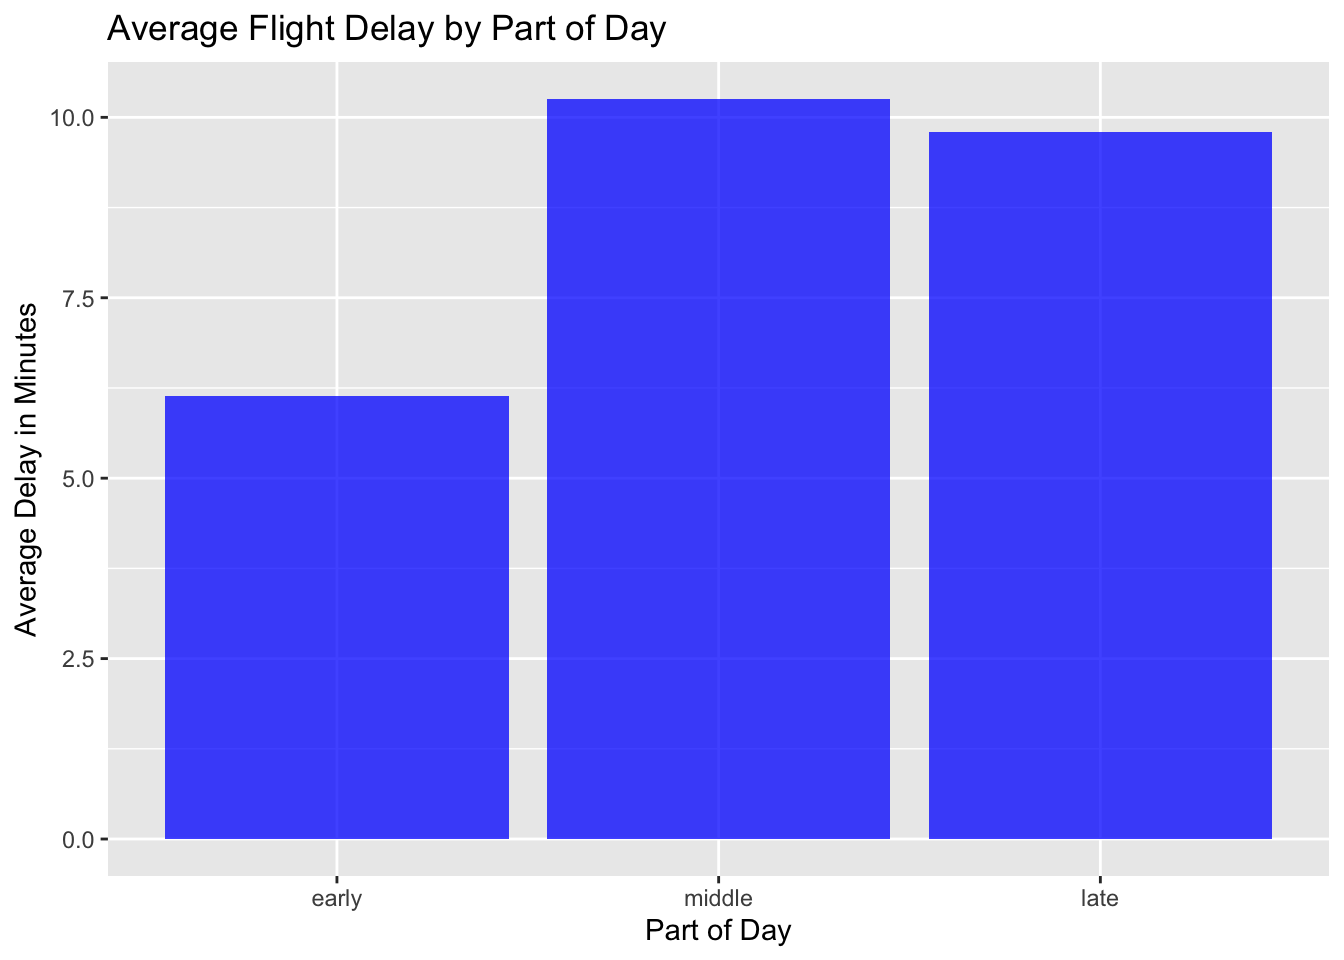 Average Flight Delay by Part of Day
10.0
7.5
5.0
2.5
0.0
Average Delay in Minutes
early middle late
Part of Day